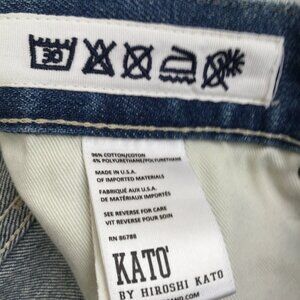 30
96% COTTON/COTON
4% POLYURETHANE/POLYURETHANE
MADE IN U.S.A.
OF IMPORTED MATERIALS
FABRIQUÉ AUX U.S.A.
DE MATÉRIAUX IMPORTÉS
SEE REVERSE FOR CARE
VIT REVERSE POUR SOIN
RN 86788
KATO'
BY HIROSHI KATO